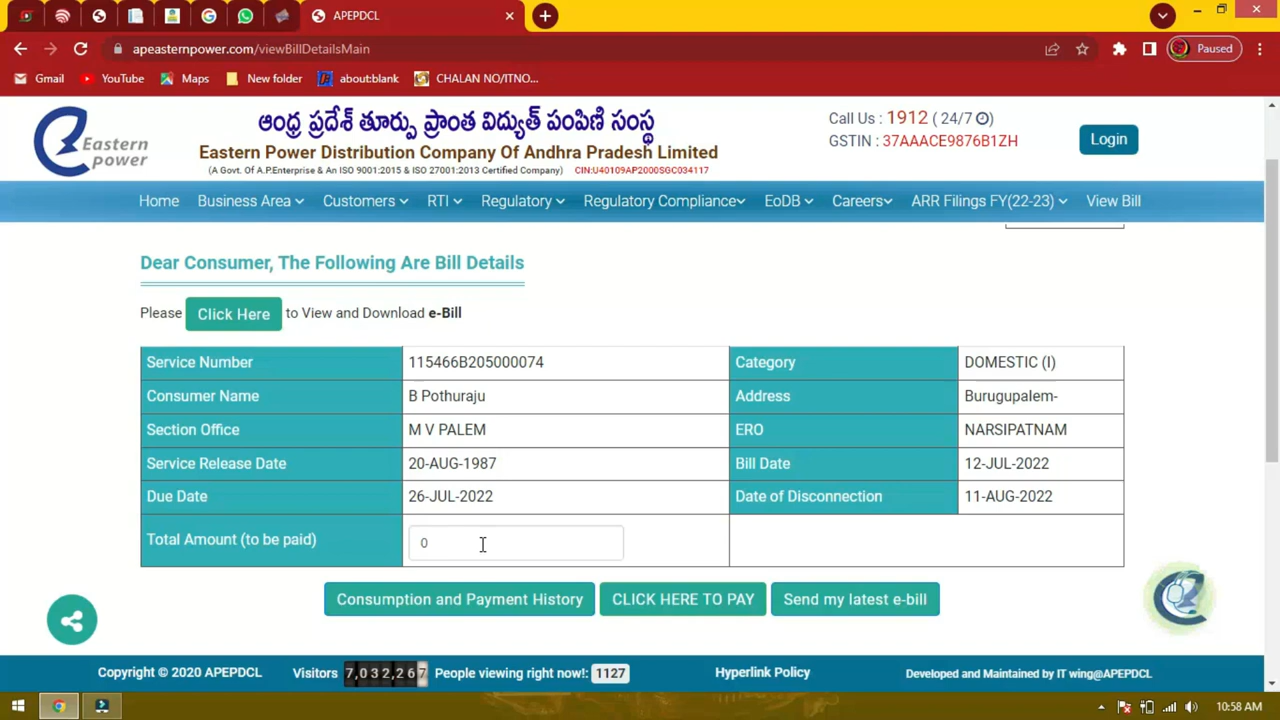 APEPDCL
apeasternpower.com/viewBillDetailsMain
Paused
Gmail YouTube Maps New folder about:blank CHALAN NO/ITNO...
Eastern power
ఆంధ్ర ప్రదేశ్ తూర్పు ప్రాంత విద్యుత్ పంపిణి సంస్థ
Eastern Power Distribution Company Of Andhra Pradesh Limited
(A Govt. Of A.P.Enterprise & An ISO 9001:2015 & ISO 27001:2013 Certified Company) CIN:U40109AP2000SGC034117
Call Us : 1912 ( 24/7 )
GSTIN : 37AAACE9876B1ZH
Login
Home Business Area Customers RTI Regulatory Regulatory Compliance EoDB Careers ARR Filings FY(22-23) View Bill
Dear Consumer, The Following Are Bill Details
Please Click Here to View and Download e-Bill
Service Number 115466B205000074 Category DOMESTIC (I)
Consumer Name B Pothuraju Address Burugupalem-
Section Office M V PALEM ERO NARSIPATNAM
Service Release Date 20-AUG-1987 Bill Date 12-JUL-2022
Due Date 26-JUL-2022 Date of Disconnection 11-AUG-2022
Total Amount (to be paid) 0
Consumption and Payment History CLICK HERE TO PAY Send my latest e-bill
Copyright © 2020 APEPDCL Visitors 7,032,267 People viewing right now! 1127 Hyperlink Policy Developed and Maintained by IT wing@APEPDCL
10:58 AM